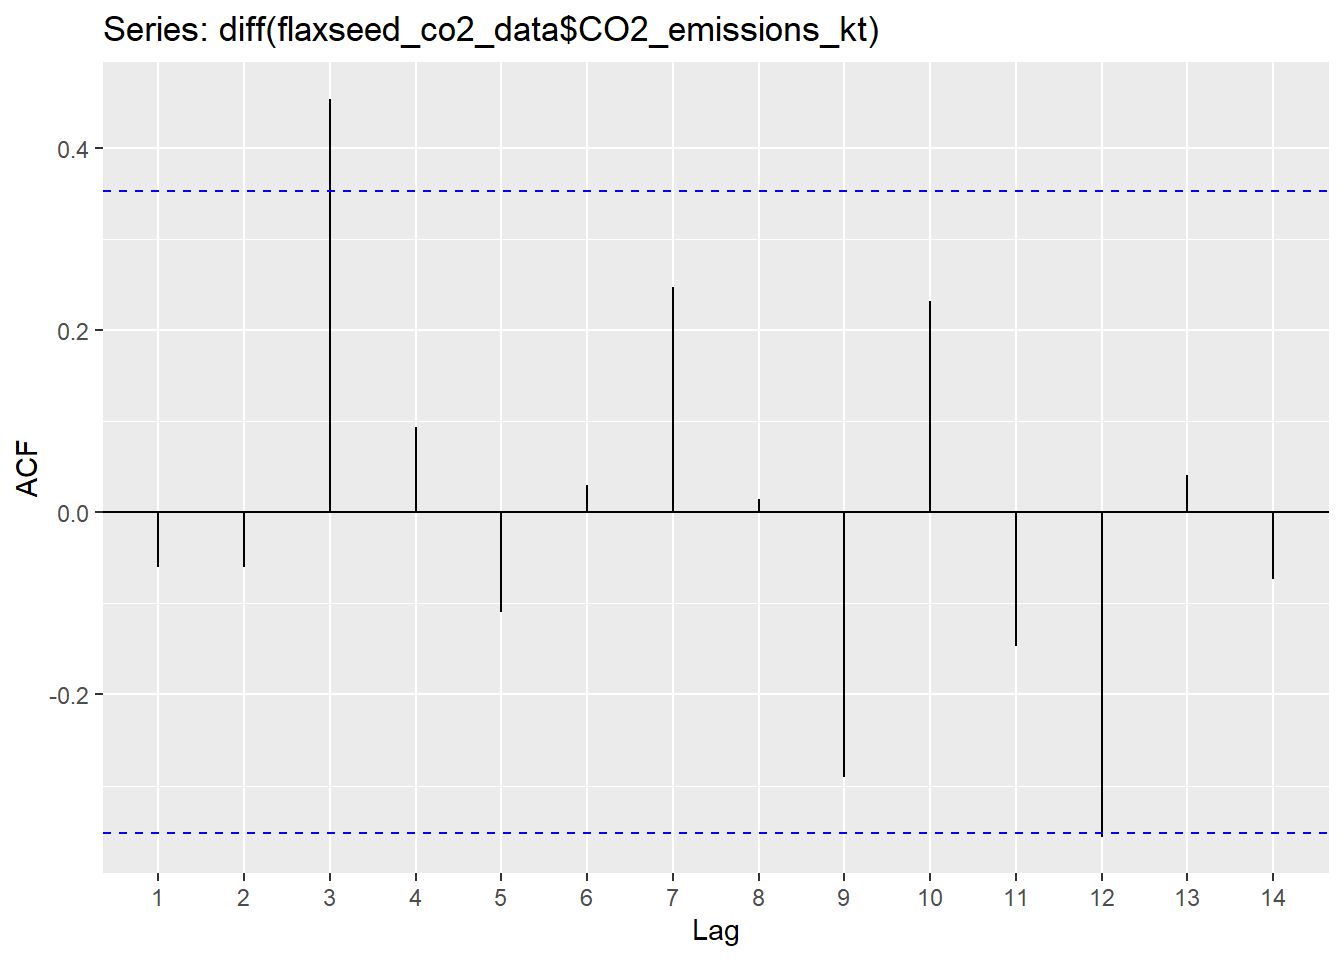 Series: diff(flaxseed_co2_data$CO2_emissions_kt)
ACF
0.4
0.2
0.0
-0.2
1 2 3 4 5 6 7 8 9 10 11 12 13 14
Lag